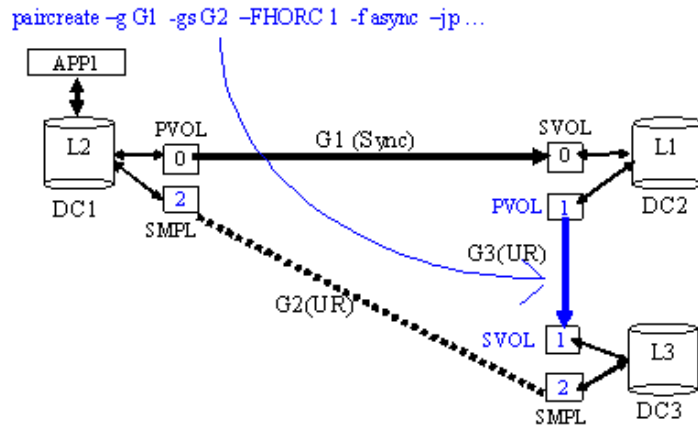 paircreate –g G1 -gs G2 –FHORC 1 -f async –jp ...
APP1
PVOL
SVOL
G1 (Sync)
L2
0
0
L1
DC1
2
PVOL
1
DC2
SMPL
G3(UR)
G2(UR)
SVOL
1
L3
2
DC3
SMPL